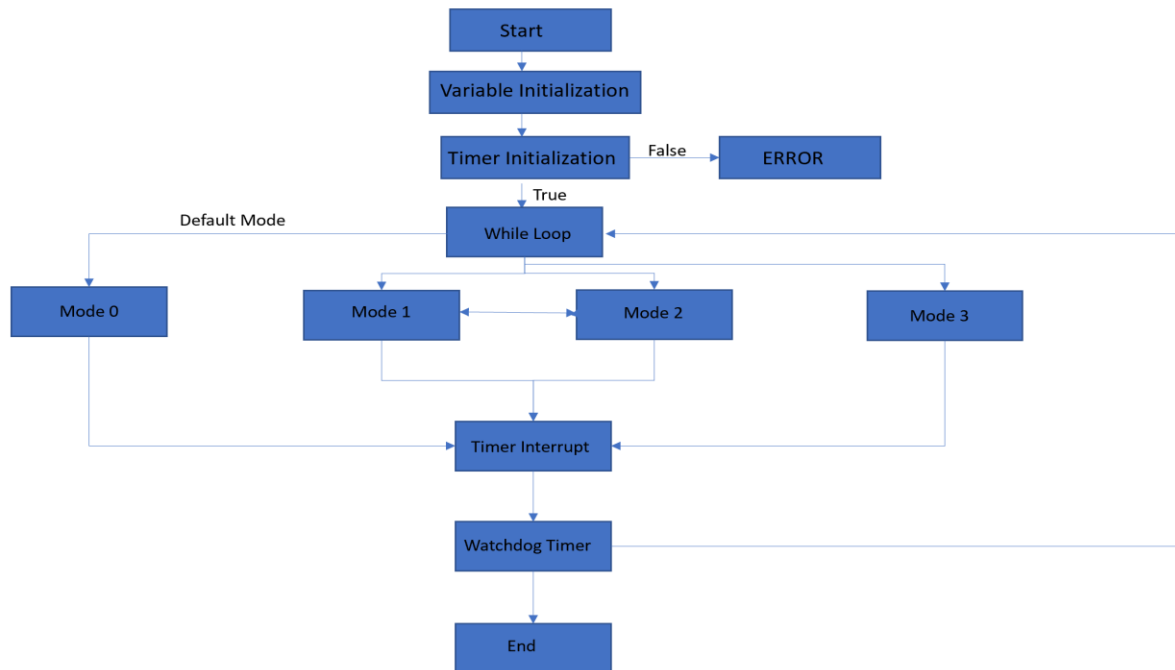 Start
Variable Initialization
Timer Initialization
False
ERROR
True
Default Mode
While Loop
Mode 0
Mode 1
Mode 2
Mode 3
Timer Interrupt
Watchdog Timer
End